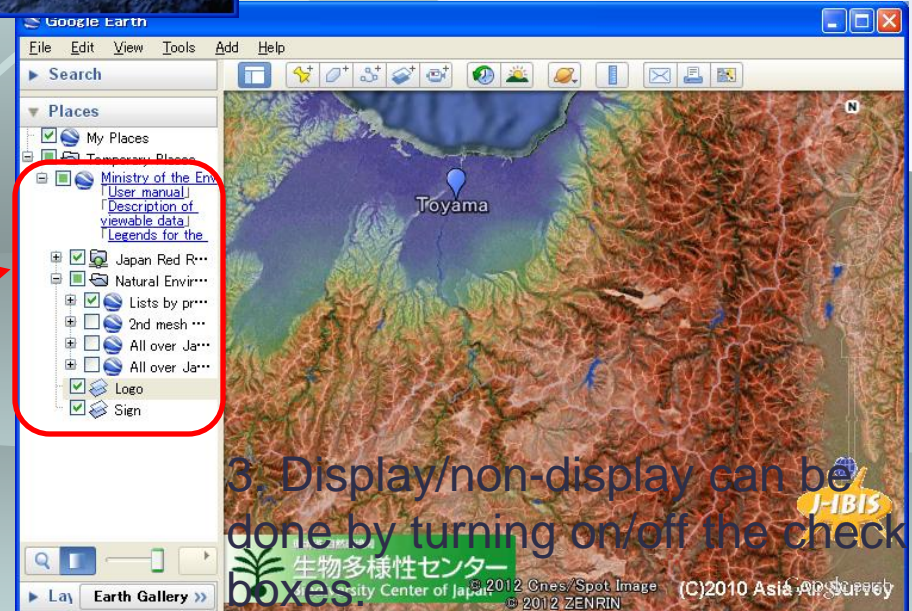 Google Earth
File Edit View Tools Add Help
Search
Places
My Places
Temporary Places
Ministry of the Env
「User manual」
「Description of
viewable data」
「Legends for the
Japan Red R…
Natural Envir…
Lists by pr…
2nd mesh …
All over Ja…
All over Ja…
Logo
Sign
N
Toyama
3. Display/non-display can be
done by turning on/off the check
boxes.
J-IBIS
生物多様性センター
Center of Japan
© 2012 Cnes/Spot Image
© 2012 ZENRIN
(C)2010 Asia Air Survey
Lay
Earth Gallery >>